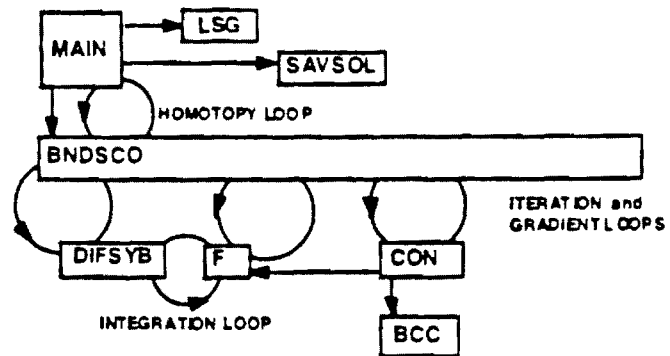 LSG
MAIN
SAVSOL
HOMOTOPY LOOP
BNDSCO
ITERATION and
GRADIENT LOOPS
DIFSYB
F
CON
INTEGRATION LOOP
BCC